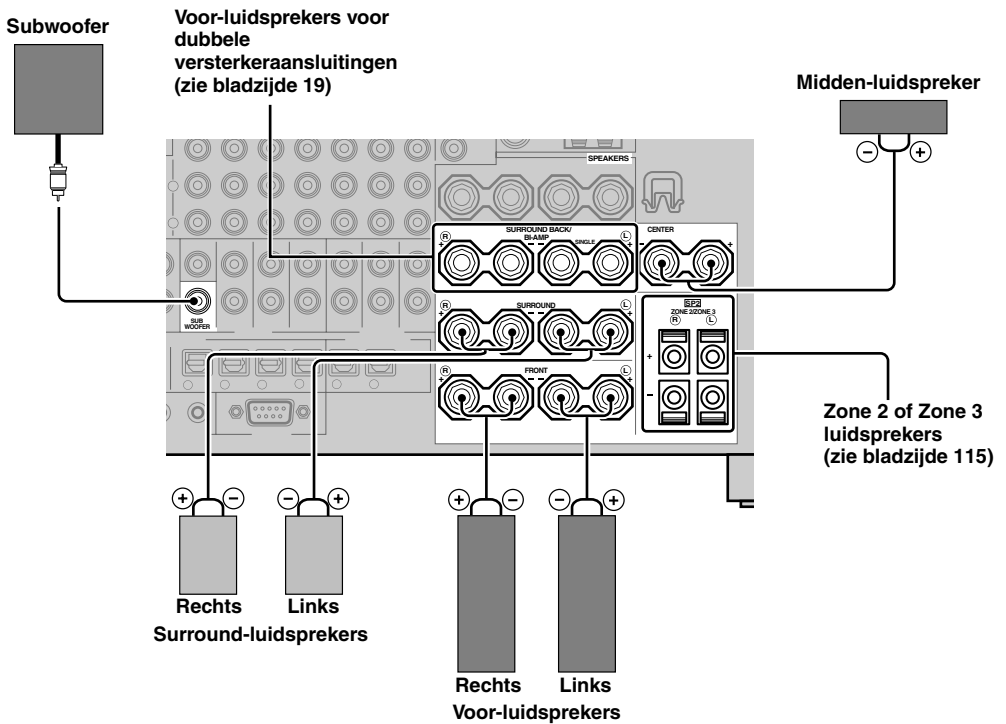 Subwoofer
Voor-luidsprekers voor
dubbele
versterkeraansluitingen
(zie bladzijde 19)
Midden-luidspreker
− +
SPEAKERS
R SURROUND BACK/ L
BI-AMP
SINGLE
+ − − +
CENTER
− +
SUB
WOOFER
R SURROUND L
+ − − +
SP2
ZONE 2/ZONE 3
R L
+
−
R FRONT L
+ − − +
Zone 2 of Zone 3
luidsprekers
(zie bladzijde 115)
+ − − + + − − +
Rechts Links
Surround-luidsprekers
Rechts Links
Voor-luidsprekers